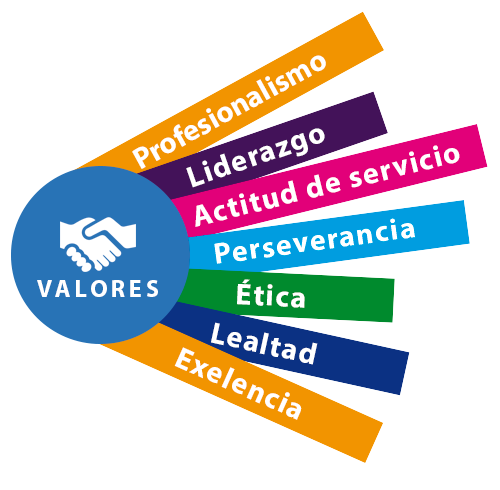 Profesionalismo
Liderazgo
Actitud de servicio
Perseverancia
VALORES
Ética
Lealtad
Exelencia